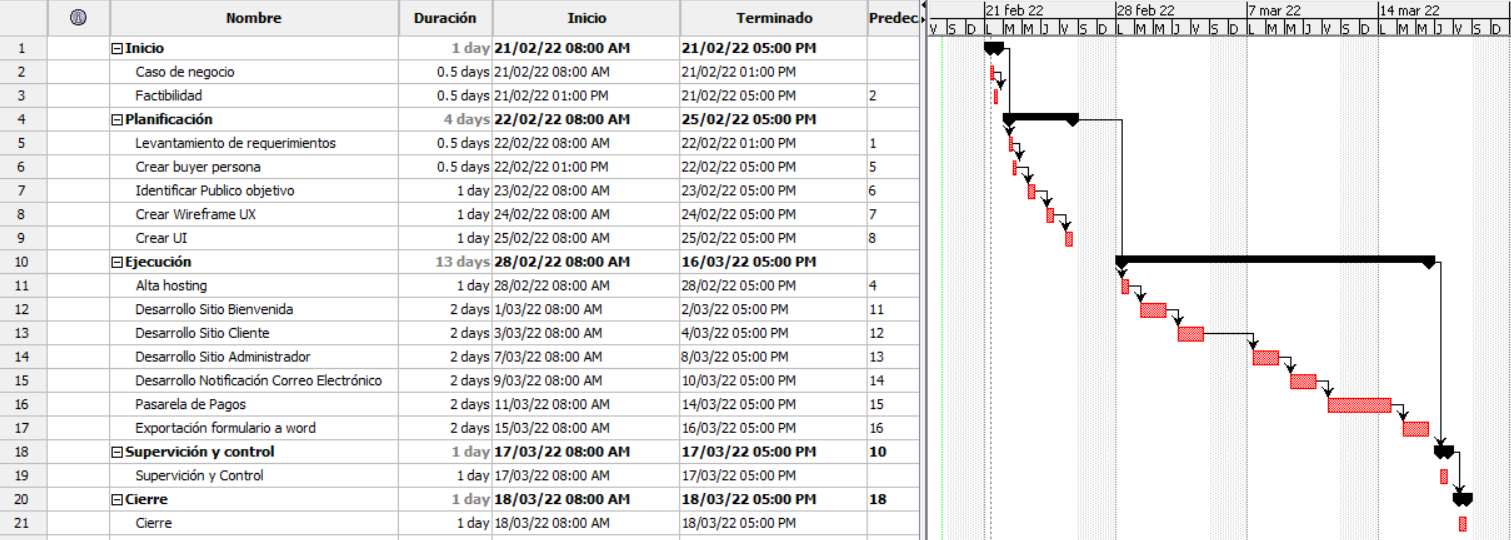 Nombre Duración Inicio Terminado Predec
21 feb 22 28 feb 22 7 mar 22 14 mar 22
V S D L M M J V S D L M M J V S D L M M J V S D L M M J V S D
1 Inicio 1 day 21/02/22 08:00 AM 21/02/22 05:00 PM
2 Caso de negocio 0.5 days 21/02/22 08:00 AM 21/02/22 01:00 PM
3 Factibilidad 0.5 days 21/02/22 01:00 PM 21/02/22 05:00 PM 2
4 Planificación 4 days 22/02/22 08:00 AM 25/02/22 05:00 PM
5 Levantamiento de requerimientos 0.5 days 22/02/22 08:00 AM 22/02/22 01:00 PM 1
6 Crear buyer persona 0.5 days 22/02/22 01:00 PM 22/02/22 05:00 PM 5
7 Identificar Publico objetivo 1 day 23/02/22 08:00 AM 23/02/22 05:00 PM 6
8 Crear Wireframe UX 1 day 24/02/22 08:00 AM 24/02/22 05:00 PM 7
9 Crear UI 1 day 25/02/22 08:00 AM 25/02/22 05:00 PM 8
10 Ejecución 13 days 28/02/22 08:00 AM 16/03/22 05:00 PM
11 Alta hosting 1 day 28/02/22 08:00 AM 28/02/22 05:00 PM 4
12 Desarrollo Sitio Bienvenida 2 days 1/03/22 08:00 AM 2/03/22 05:00 PM 11
13 Desarrollo Sitio Cliente 2 days 3/03/22 08:00 AM 4/03/22 05:00 PM 12
14 Desarrollo Sitio Administrador 2 days 7/03/22 08:00 AM 8/03/22 05:00 PM 13
15 Desarrollo Notificación Correo Electrónico 2 days 9/03/22 08:00 AM 10/03/22 05:00 PM 14
16 Pasarela de Pagos 2 days 11/03/22 08:00 AM 14/03/22 05:00 PM 15
17 Exportación formulario a word 2 days 15/03/22 08:00 AM 16/03/22 05:00 PM 16
18 Supervición y control 1 day 17/03/22 08:00 AM 17/03/22 05:00 PM 10
19 Supervición y Control 1 day 17/03/22 08:00 AM 17/03/22 05:00 PM
20 Cierre 1 day 18/03/22 08:00 AM 18/03/22 05:00 PM 18
21 Cierre 1 day 18/03/22 08:00 AM 18/03/22 05:00 PM